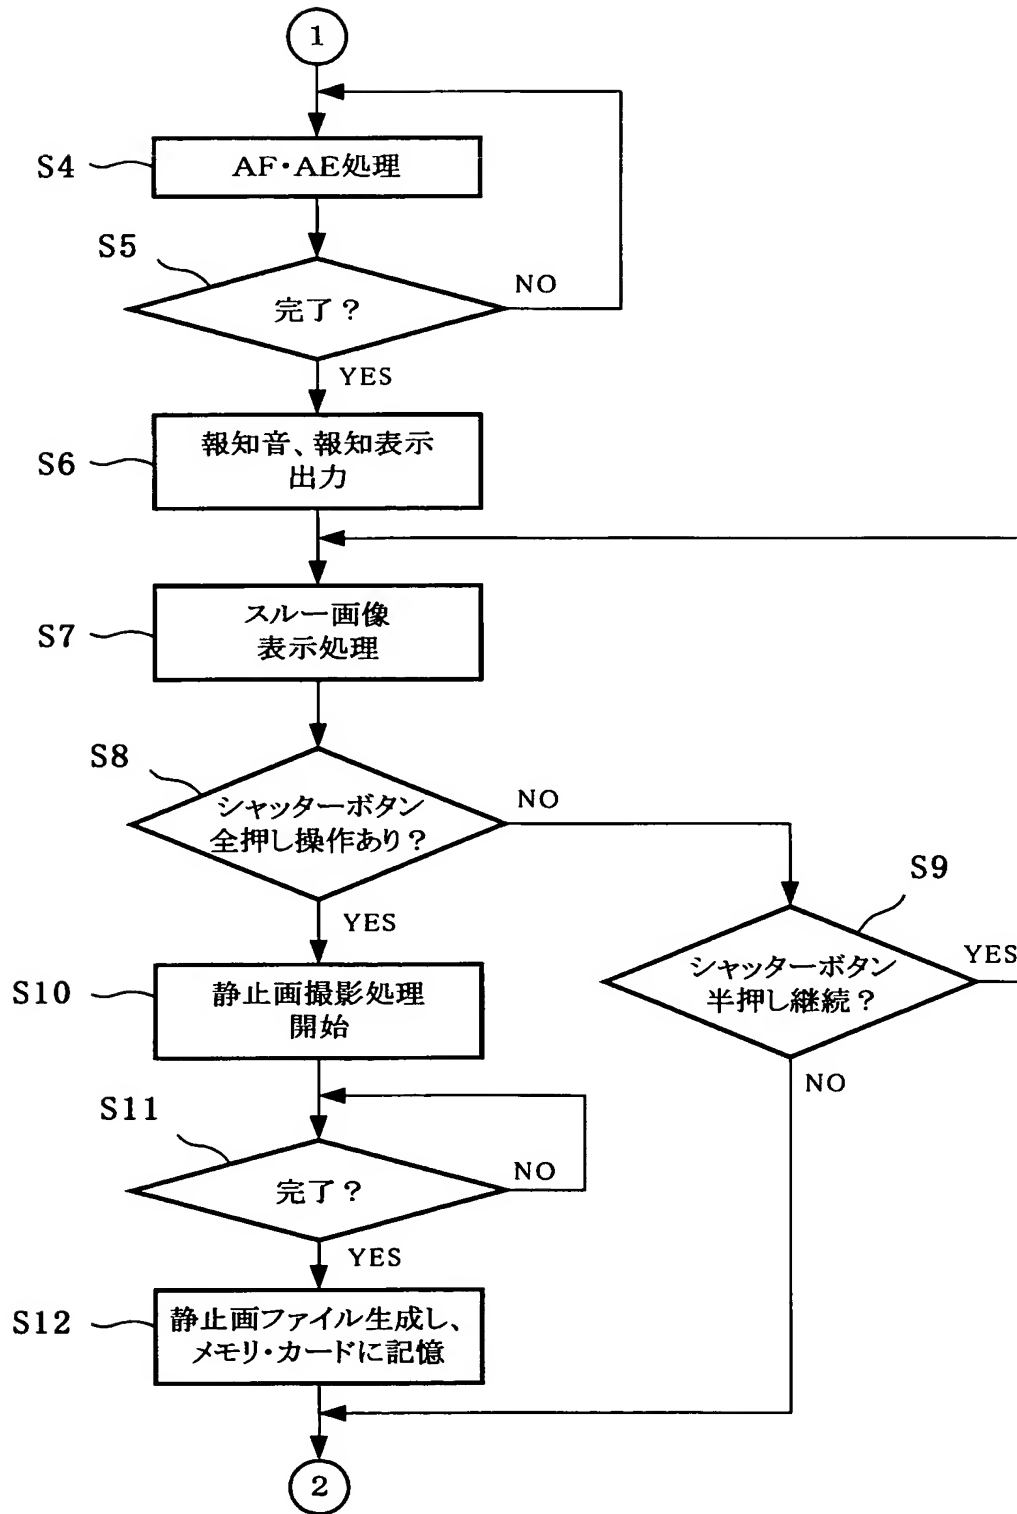 1
S4
AF・AE処理
S5
完了？
NO
YES
S6
報知音、報知表示
出力
S7
スルー画像
表示処理
S8
シャッターボタン
全押し操作あり？
NO
YES
S9
シャッターボタン
半押し継続？
YES
NO
S10
静止画撮影処理
開始
S11
完了？
NO
YES
S12
静止画ファイル生成し、
メモリ・カードに記憶
2